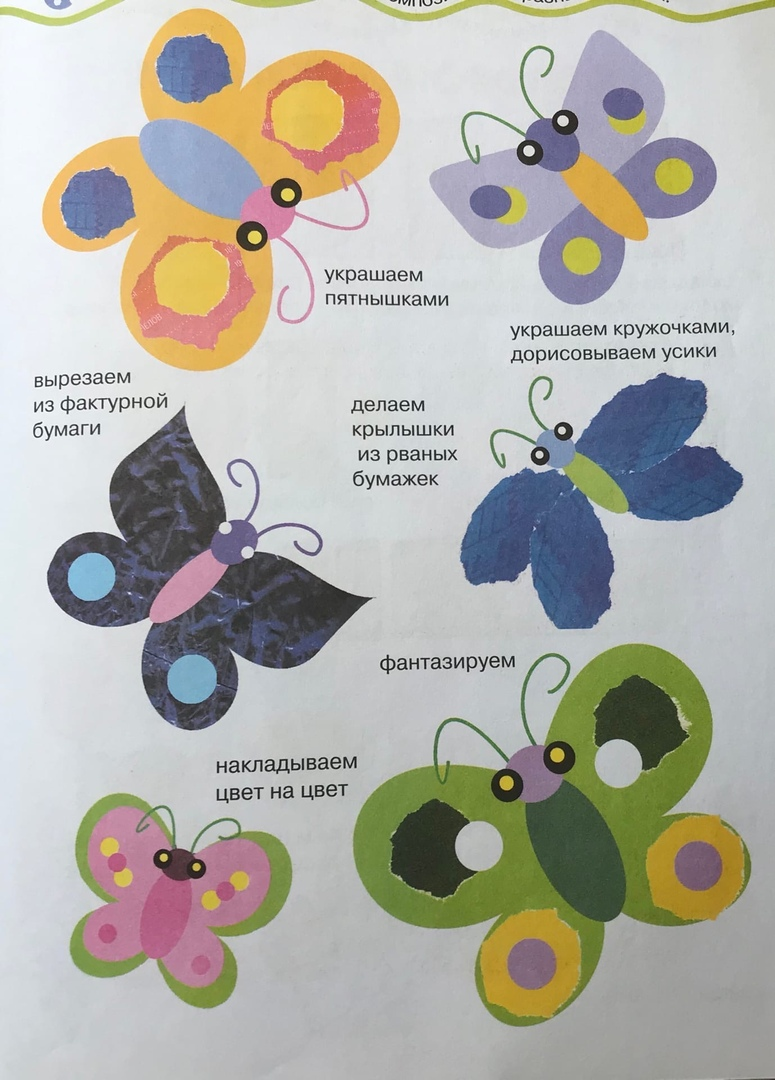 украшаем
пятнышками
украшаем кружочками,
дорисовываем усики
вырезаем
из фактурной
бумаги
делаем
крылышки
из рваных
бумажек
фантазируем
накладываем
цвет на цвет